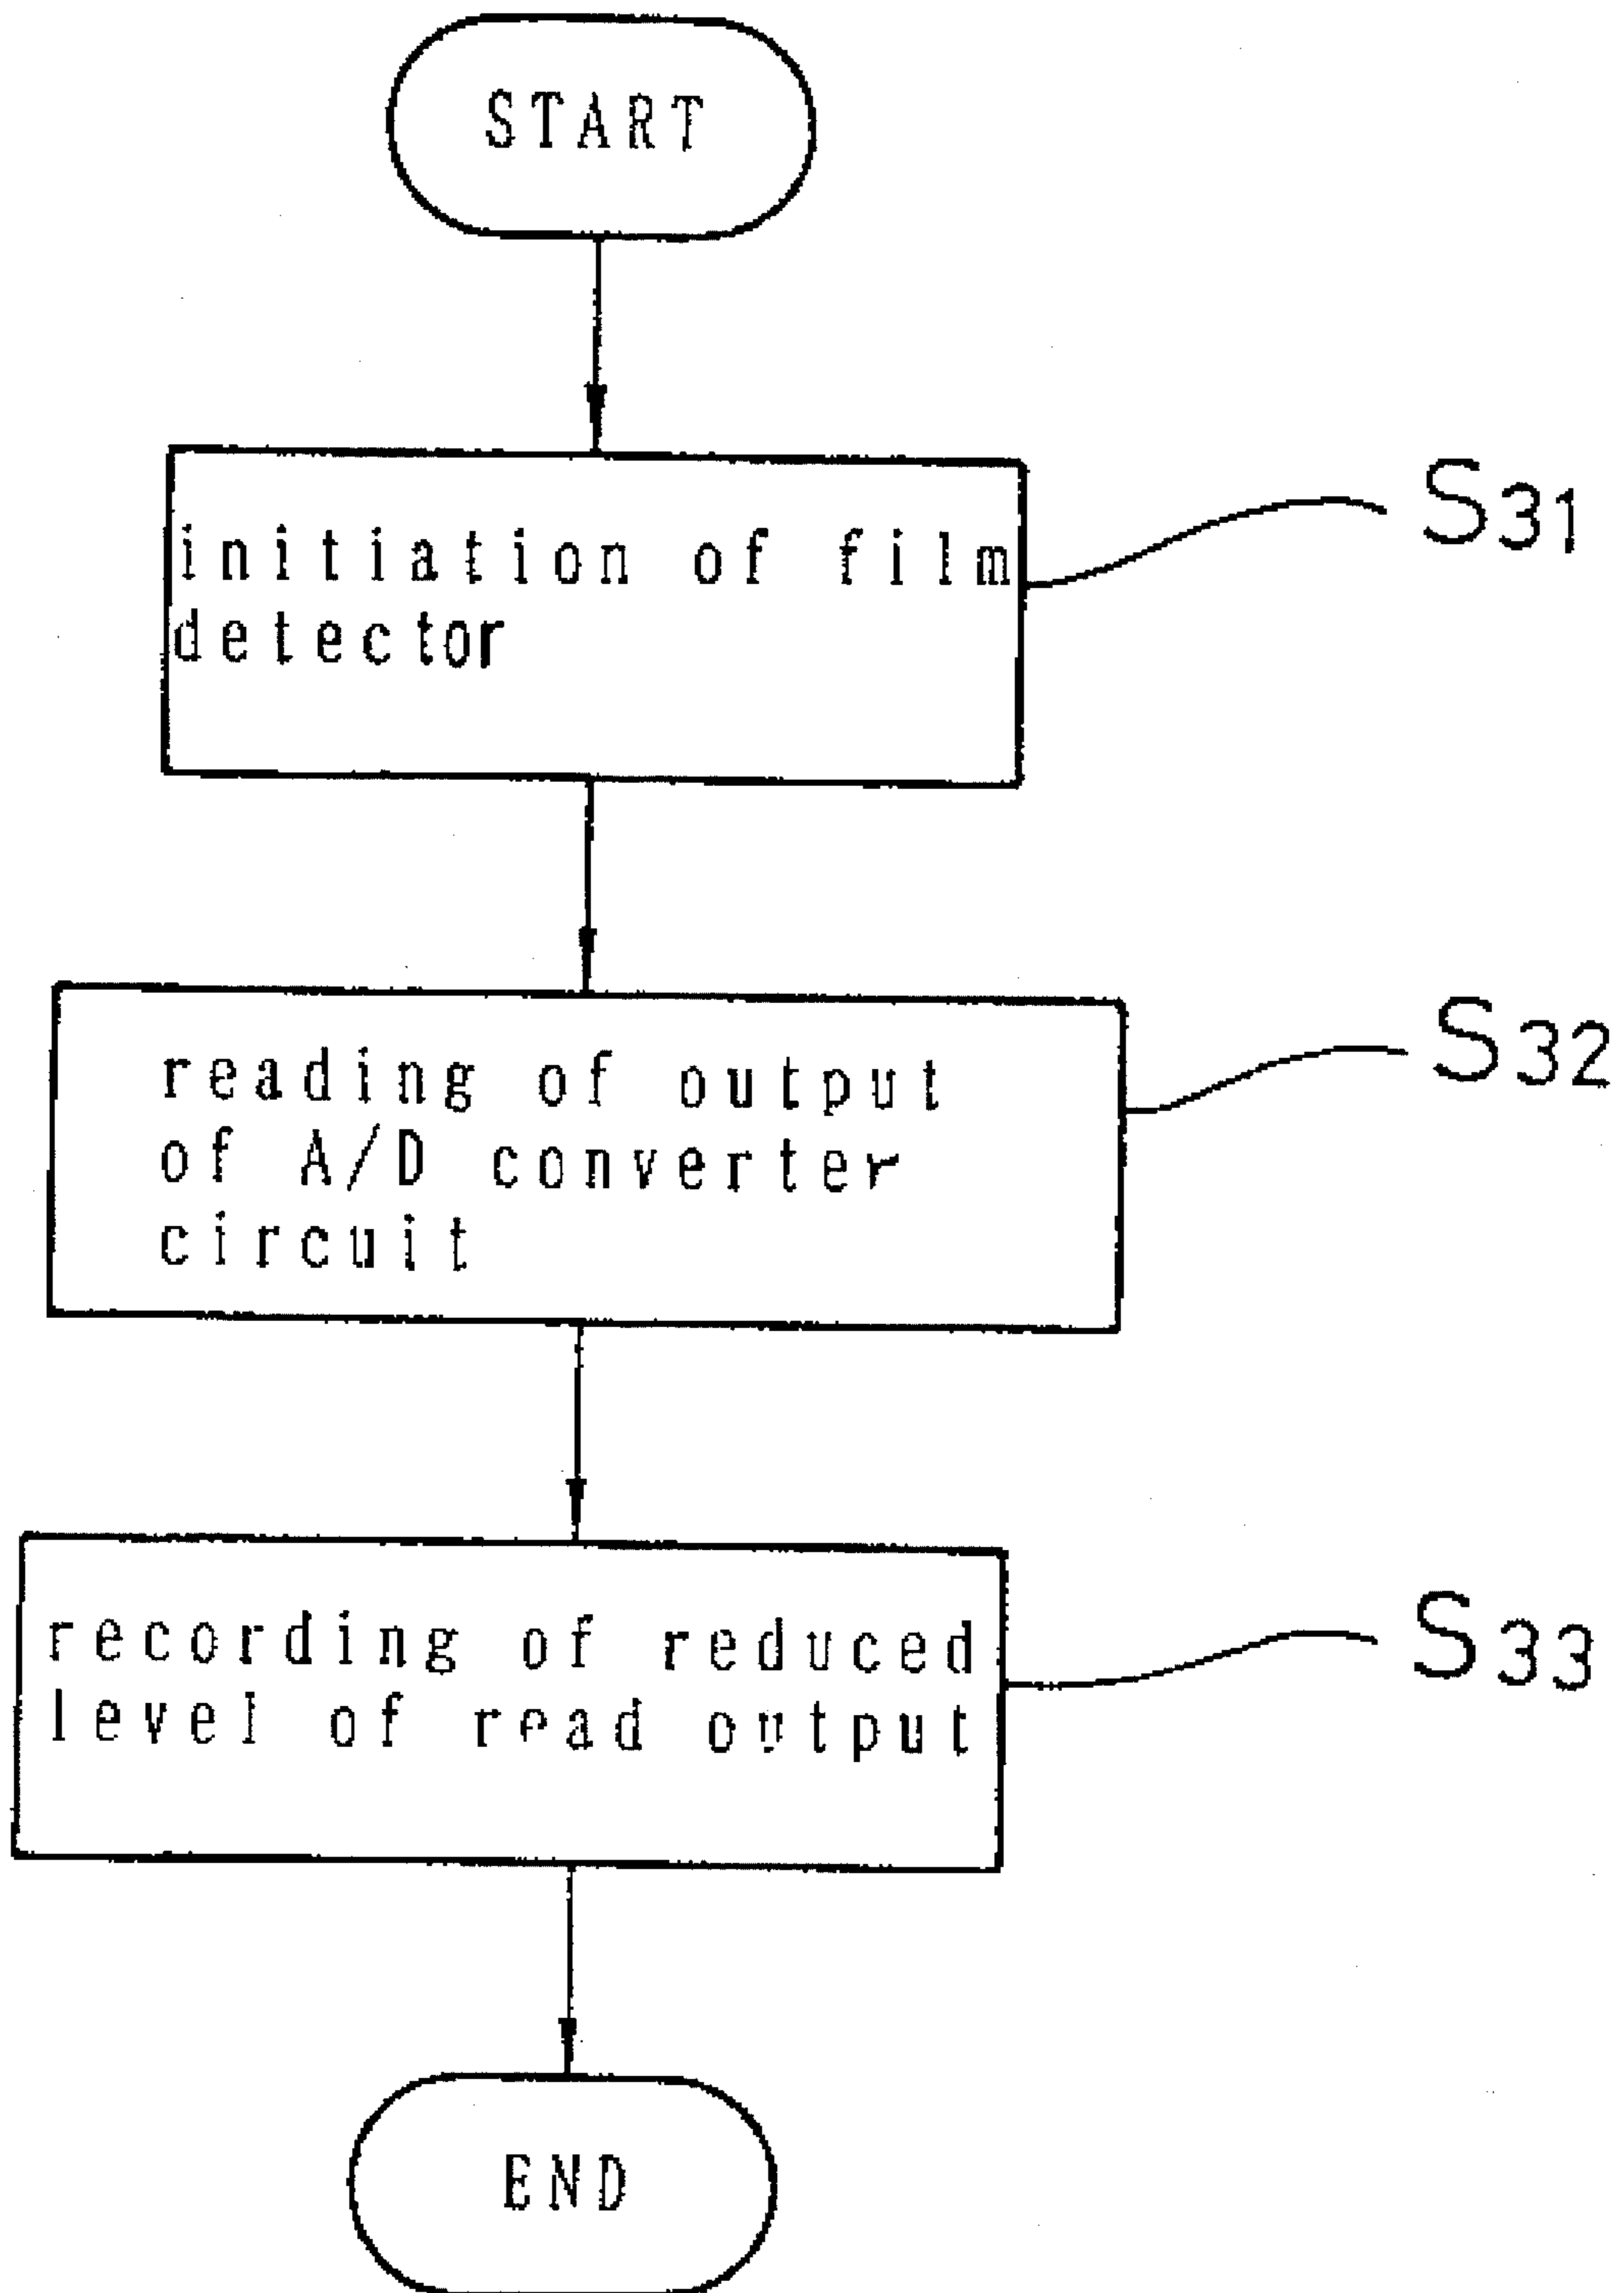 START
initiation of film
detector
S31
reading of output
of A/D converter
circuit
S32
recording of reduced
level of read output
S33
END